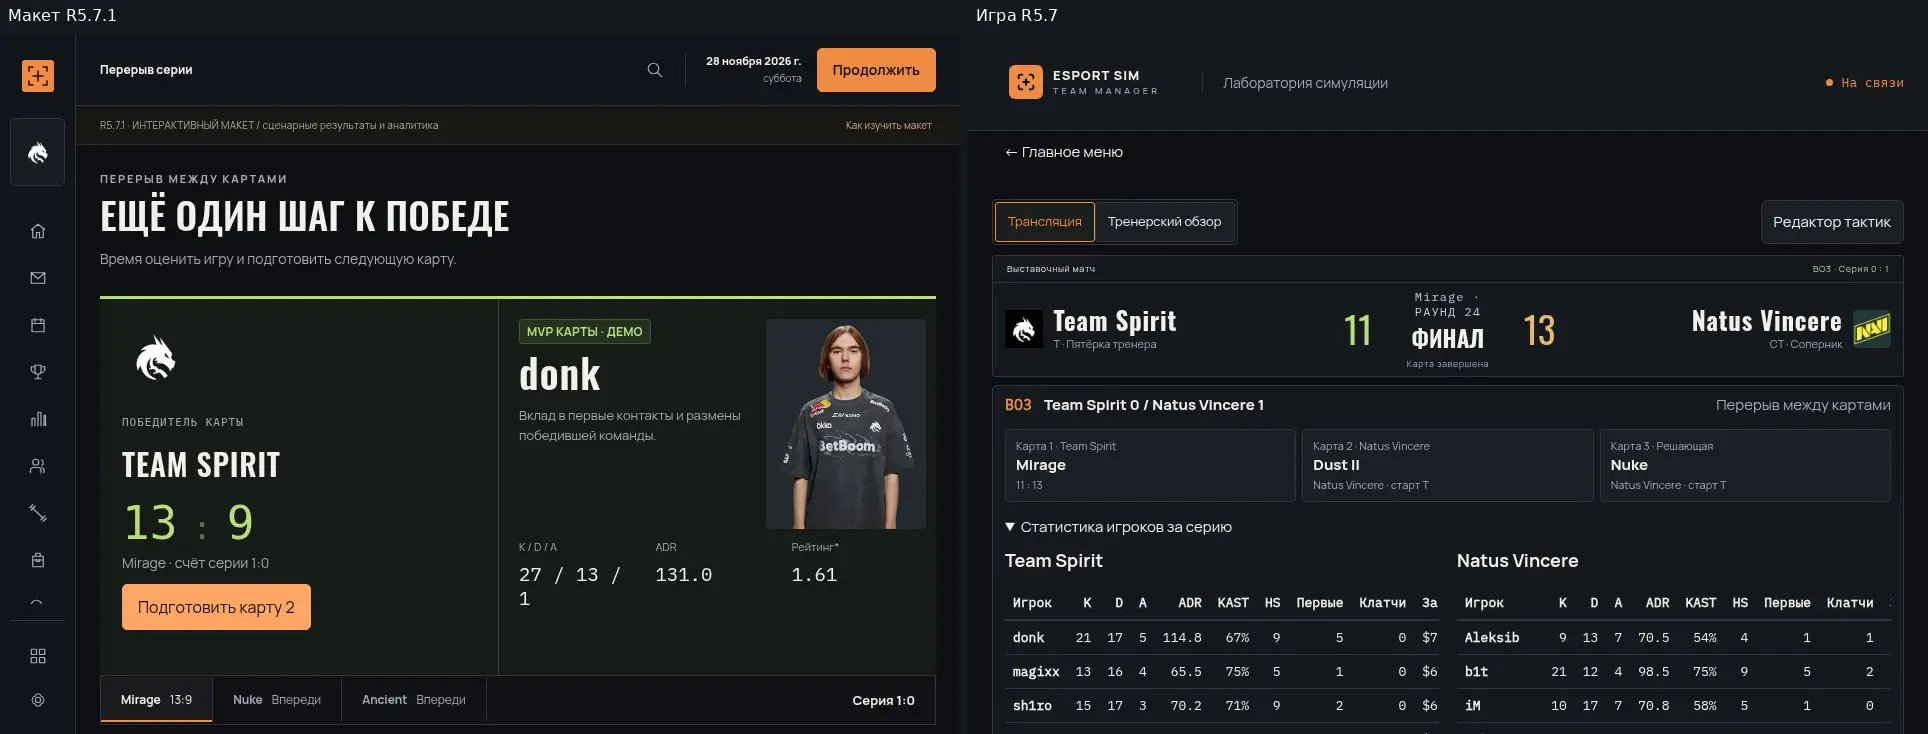 Макет R5.7.1
Перерыв серии
28 ноября 2026 г.
суббота
Продолжить
R5.7.1 · ИНТЕРАКТИВНЫЙ МАКЕТ / сценарные результаты и аналитика
Как изучить макет
ПЕРЕРЫВ МЕЖДУ КАРТАМИ
ЕЩЁ ОДИН ШАГ К ПОБЕДЕ
Время оценить игру и подготовить следующую карту.
ПОБЕДИТЕЛЬ КАРТЫ
TEAM SPIRIT
13 : 9
Mirage · счёт серии 1:0
Подготовить карту 2
MVP КАРТЫ · ДЕМО
donk
Вклад в первые контакты и размены
победившей команды.
BetBoom
K / D / A
ADR
Рейтинг*
27 / 13 /
1
131.0
1.61
Mirage 13:9
Nuke Впереди
Ancient Впереди
Серия 1:0
Игра R5.7
ESPORT SIM
TEAM MANAGER
Лаборатория симуляции
На связи
← Главное меню
Трансляция
Тренерский обзор
Редактор тактик
Выставочный матч
BO3 · Серия 0 : 1
Team Spirit
T · Пятёрка тренера
11
Mirage ·
РАУНД 24
ФИНАЛ
Карта завершена
13
Natus Vincere
CT · Соперник
BO3 Team Spirit 0 / Natus Vincere 1
Перерыв между картами
Карта 1 · Team Spirit
Mirage
11 : 13
Карта 2 · Natus Vincere
Dust II
Natus Vincere · старт T
Карта 3 · Решающая
Nuke
Natus Vincere · старт T
▼ Статистика игроков за серию
Team Spirit
Игрок K D A ADR KAST HS Первые Клатчи За
donk 21 17 5 114.8 67% 9 5 0 $7
magixx 13 16 4 65.5 75% 5 1 0 $6
sh1ro 15 17 3 70.2 71% 9 2 0 $6
Natus Vincere
Игрок K D A ADR KAST HS Первые Клатчи
Aleksib 9 13 7 70.5 54% 4 1 1
b1t 21 12 4 98.5 75% 9 5 2
iM 10 17 7 70.8 58% 5 1 0